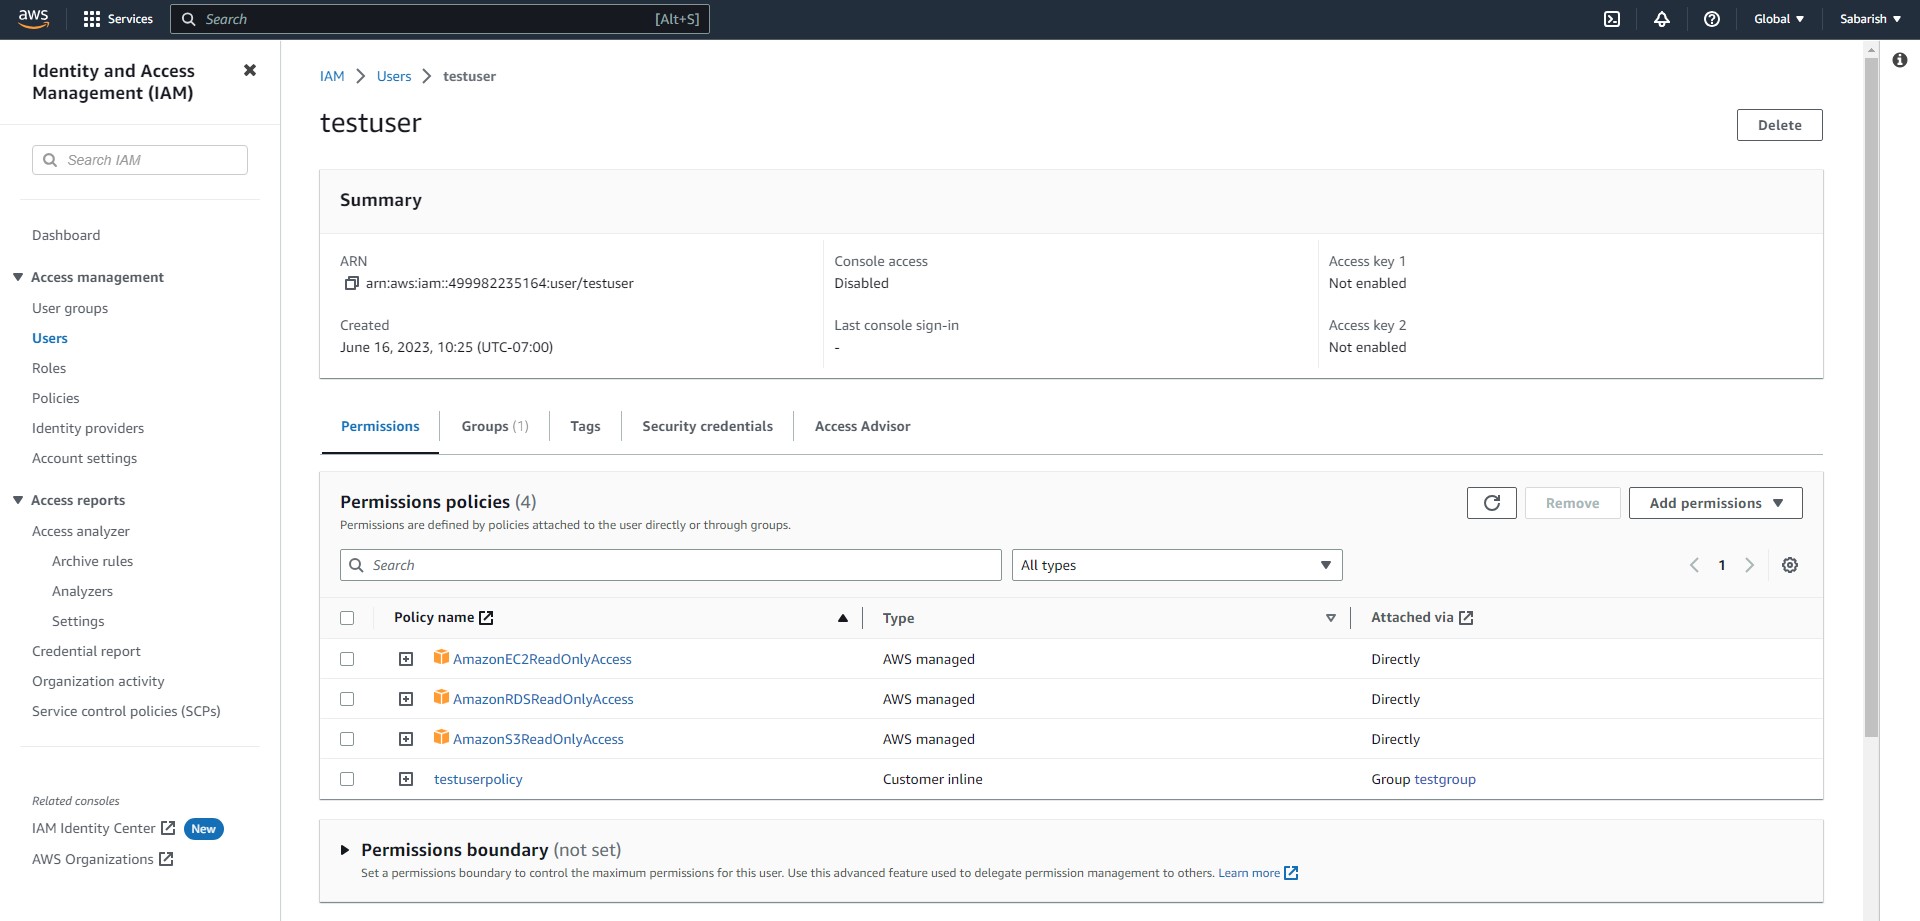 aws
Services
Search
[Alt+S]
Global
Sabarish
Identity and Access
Management (IAM)
Search IAM
Dashboard
Access management
User groups
Users
Roles
Policies
Identity providers
Account settings
Access reports
Access analyzer
Archive rules
Analyzers
Settings
Credential report
Organization activity
Service control policies (SCPs)
Related consoles
IAM Identity Center New
AWS Organizations
IAM Users testuser
testuser
Delete
Summary
ARN
arn:aws:iam::499982235164:user/testuser
Created
June 16, 2023, 10:25 (UTC-07:00)
Console access
Disabled
Last console sign-in
-
Access key 1
Not enabled
Access key 2
Not enabled
Permissions
Groups (1)
Tags
Security credentials
Access Advisor
Permissions policies (4)
Permissions are defined by policies attached to the user directly or through groups.
Remove
Add permissions
Search
All types
1
Policy name Type Attached via
AmazonEC2ReadOnlyAccess AWS managed Directly
AmazonRDSReadOnlyAccess AWS managed Directly
AmazonS3ReadOnlyAccess AWS managed Directly
testuserpolicy Customer inline Group testgroup
Permissions boundary (not set)
Set a permissions boundary to control the maximum permissions for this user. Use this advanced feature used to delegate permission management to others. Learn more